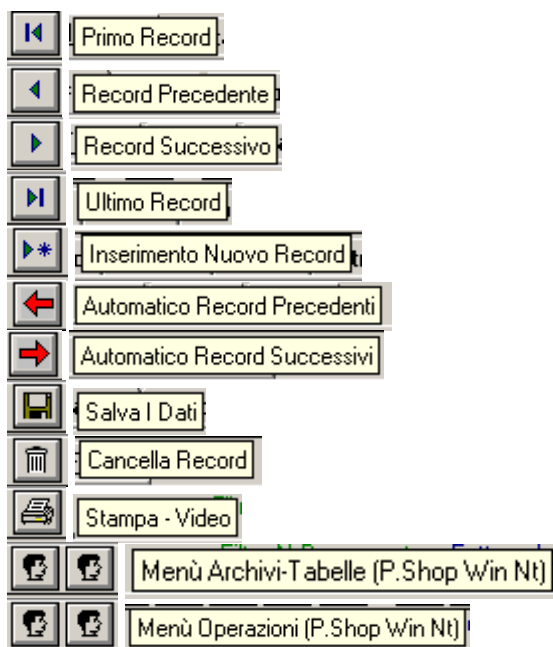 Primo Record
Record Precedente
Record Successivo
Ultimo Record
Inserimento Nuovo Record
Automatico Record Precedenti
Automatico Record Successivi
Salva I Dati
Cancella Record
Stampa - Video
Menù Archivi-Tabelle (P.Shop Win Nt)
Menù Operazioni (P.Shop Win Nt)